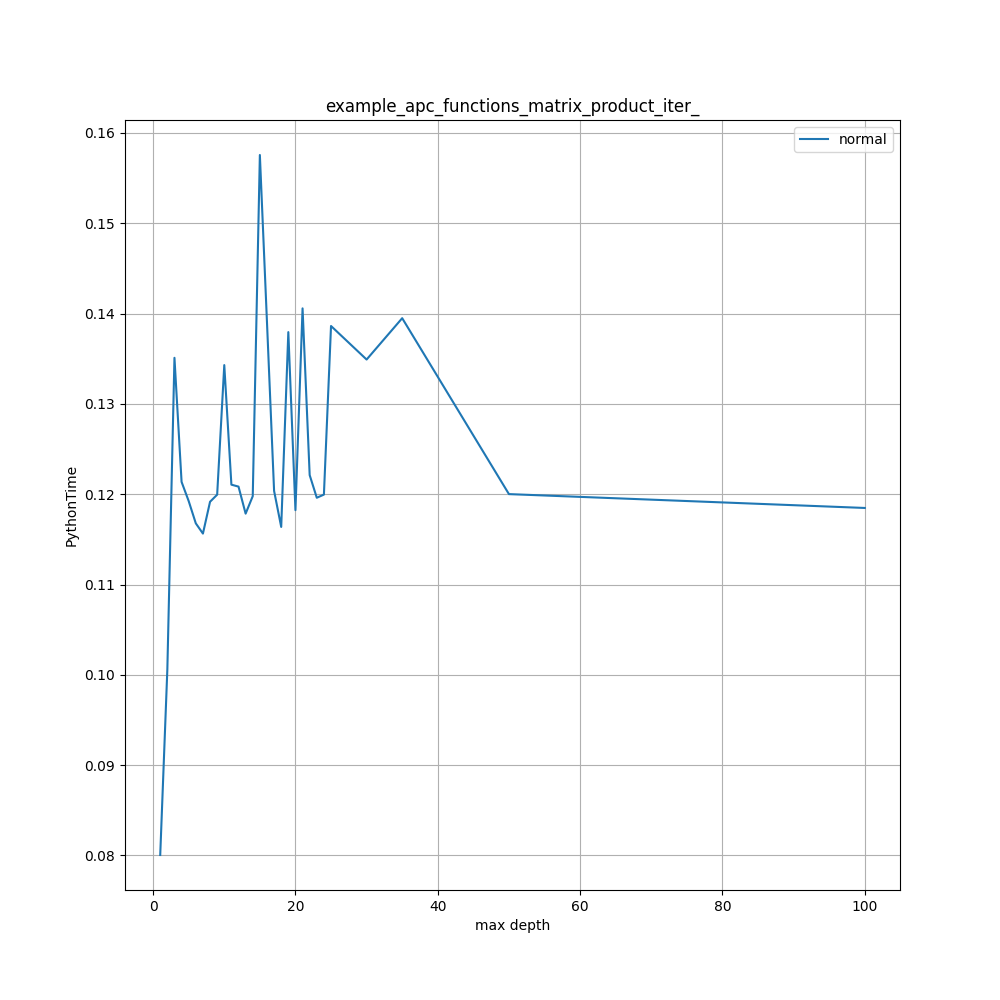 example_apc_functions_matrix_product_iter_
normal
0.16
0.15
0.14
0.13
0.12
0.11
0.10
0.09
0.08
PythonTime
0 20 40 60 80 100
max depth